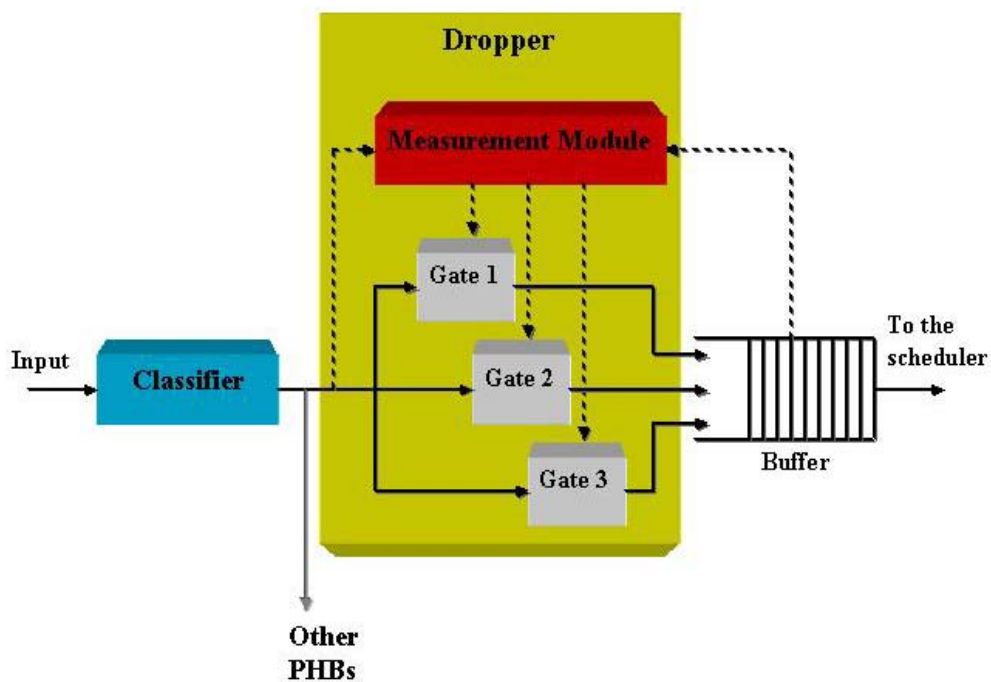 Dropper
Measurement Module
Gate 1
Input
Classifier
Gate 2
Gate 3
To the
scheduler
Buffer
Other
PHBs